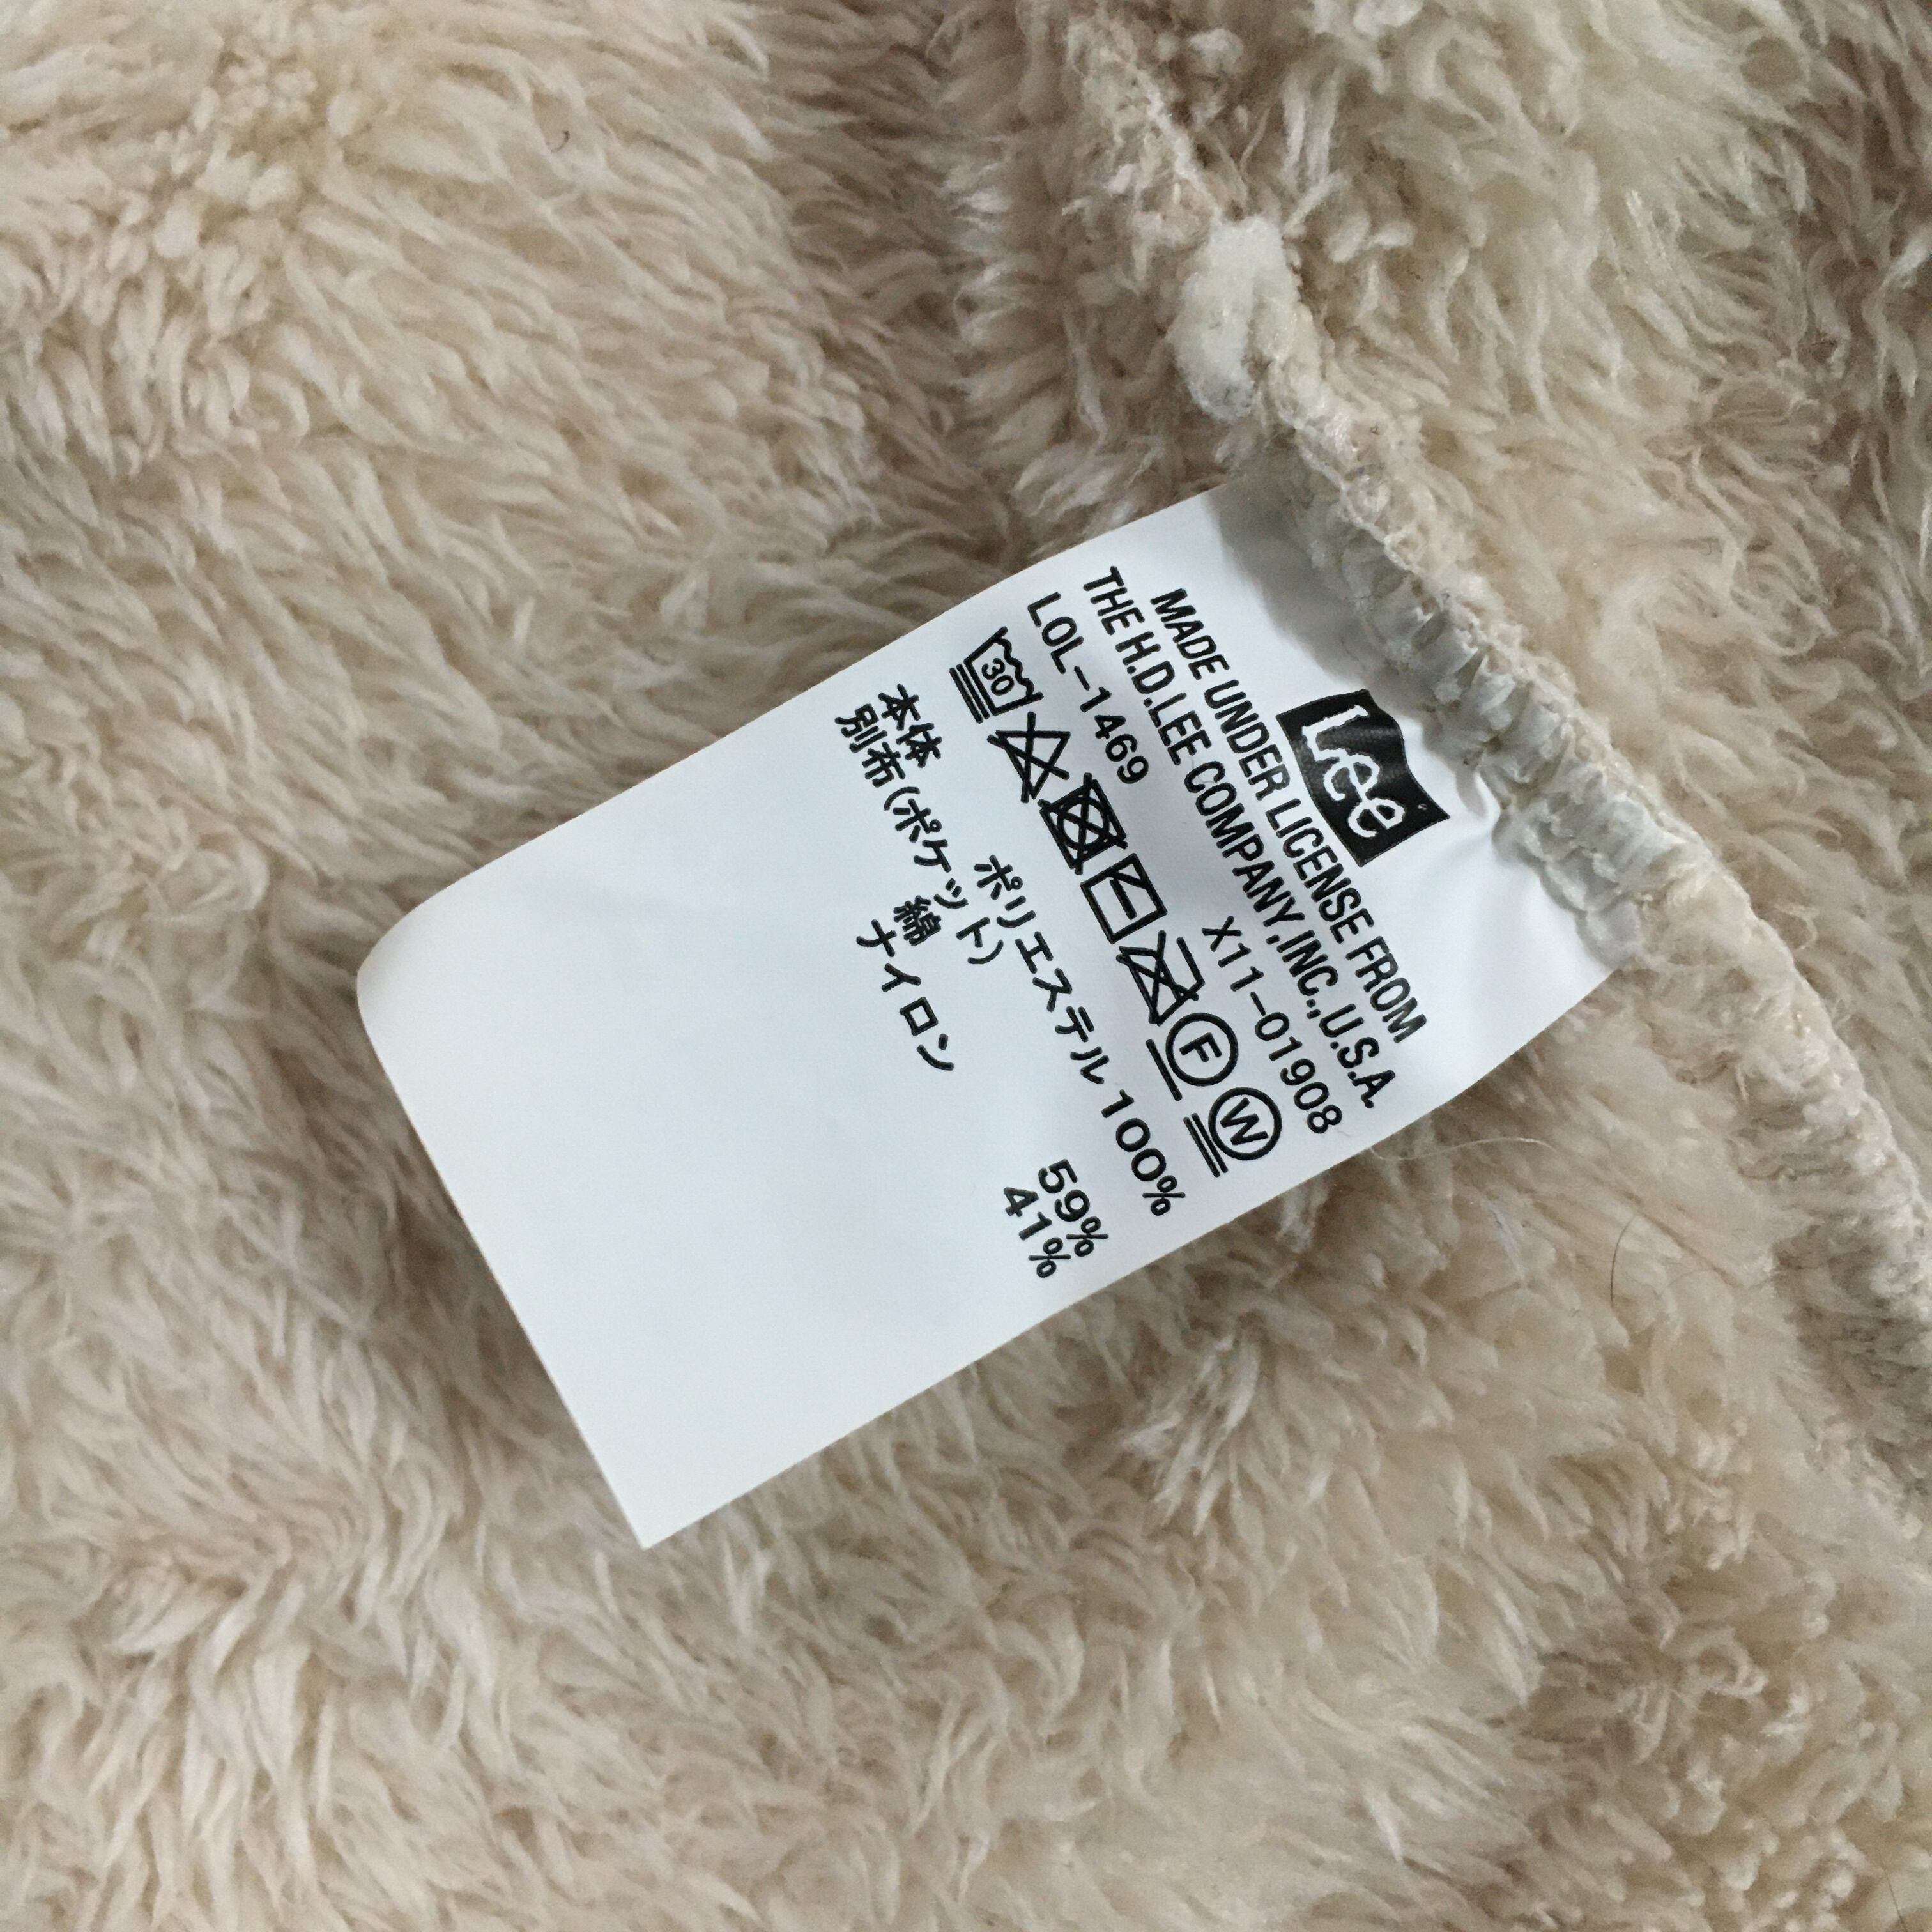 Lee
MADE UNDER LICENSE FROM
THE H.D.LEE COMPANY,INC.,U.S.A.
LOL-1469 X11-01908
30 F W
本体
ポリエステル 100%
別布(ポケット)
綿 59%
ナイロン 41%